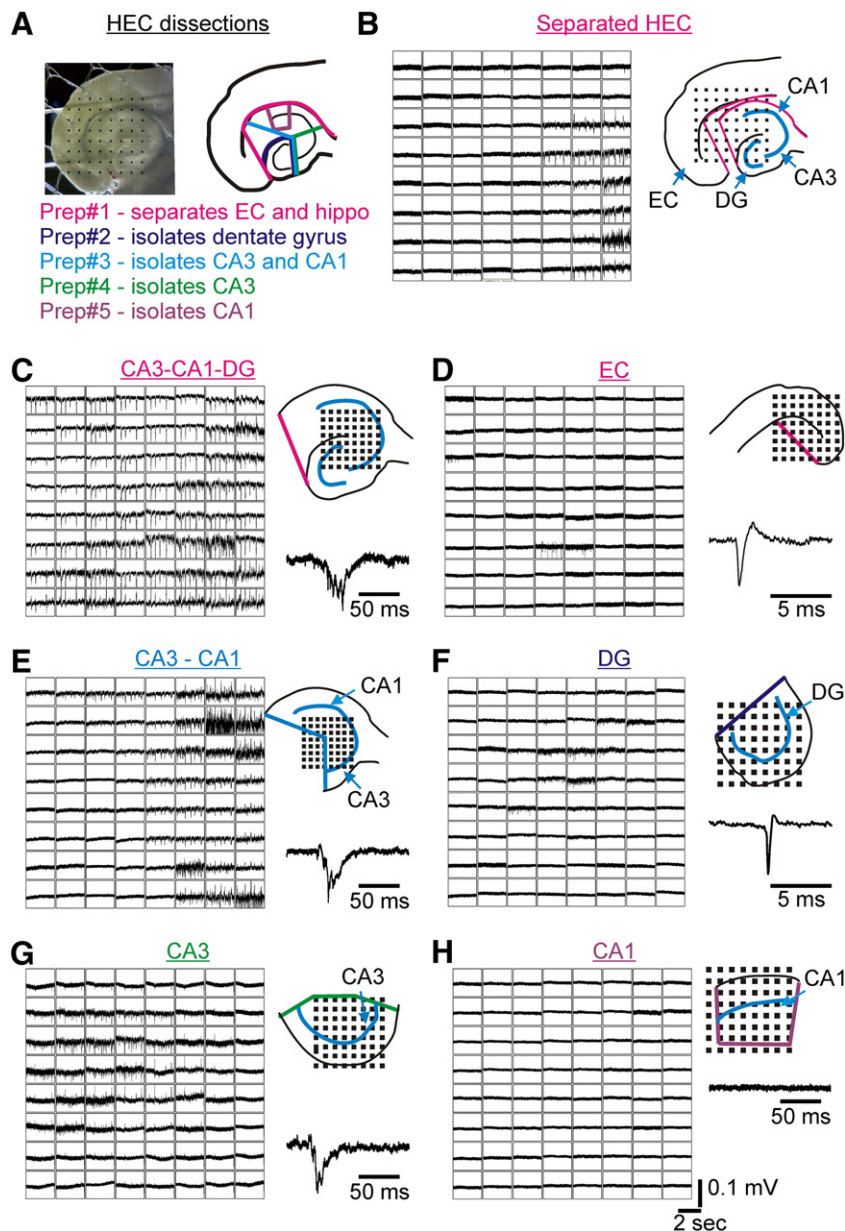 A
HEC dissections
Prep#1 - separates EC and hippo
Prep#2 - isolates dentate gyrus
Prep#3 - isolates CA3 and CA1
Prep#4 - isolates CA3
Prep#5 - isolates CA1
B
Separated HEC
CA1
CA3
EC
DG
C
CA3-CA1-DG
50 ms
D
EC
5 ms
E
CA3 - CA1
CA1
CA3
50 ms
F
DG
DG
5 ms
G
CA3
CA3
50 ms
H
CA1
CA1
50 ms
0.1 mV
2 sec